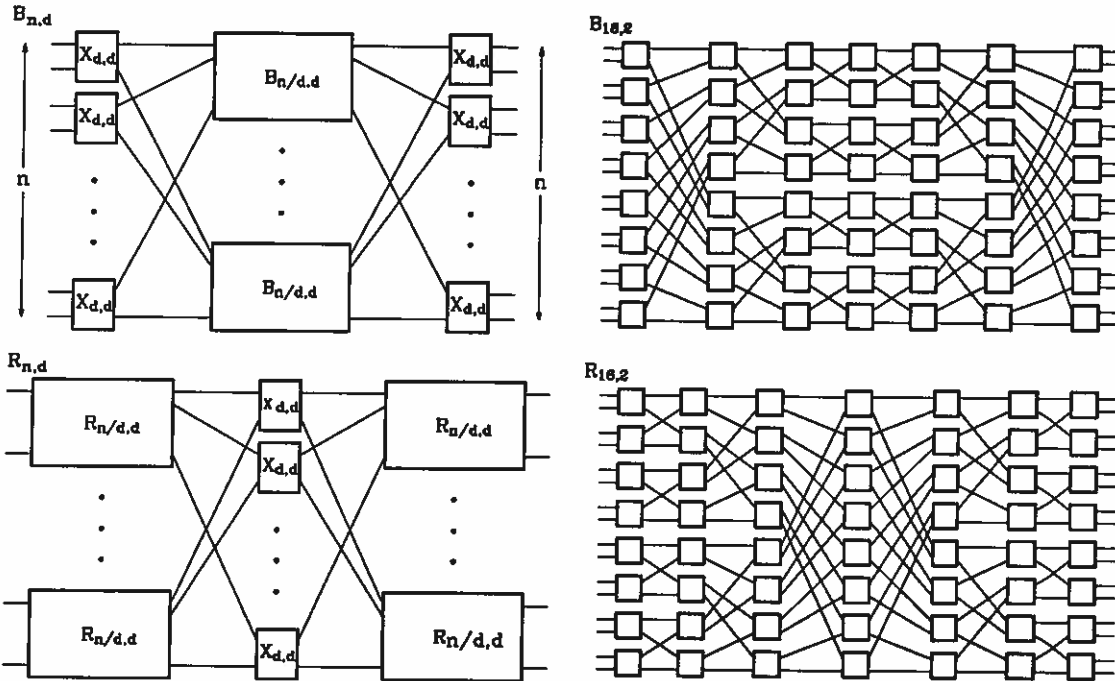 B_{n,d}
X_{d,d}
X_{d,d}
X_{d,d}
n
B_{n/d,d}
B_{n/d,d}
X_{d,d}
X_{d,d}
X_{d,d}
n
B_{16,2}
R_{n,d}
R_{n/d,d}
R_{n/d,d}
X_{d,d}
X_{d,d}
X_{d,d}
R_{n/d,d}
R_{n/d,d}
R_{16,2}